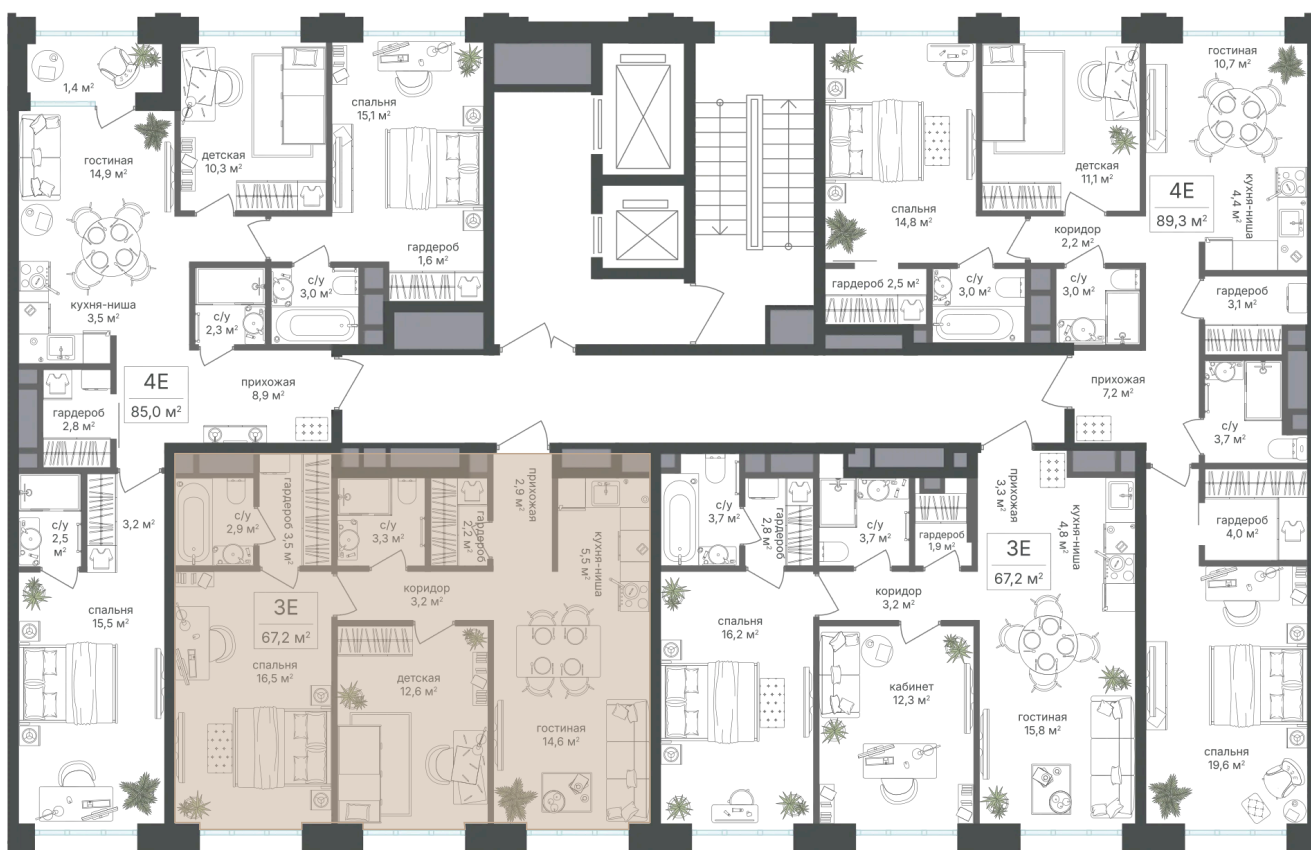 1,4 м²
гостиная
14,9 м²
кухня-ниша
3,5 м²
детская
10,3 м²
спальня
15,1 м²
гардероб
1,6 м²
с/у
2,3 м²
с/у
3,0 м²
4Е
85,0 м²
прихожая
8,9 м²
гардероб
2,8 м²
с/у
2,5
м²
3,2 м²
спальня
15,5 м²
спальня
14,8 м²
гардероб 2,5 м²
детская
11,1 м²
коридор
2,2 м²
с/у
3,0 м²
с/у
3,0 м²
гостиная
10,7 м²
кухня-ниша
4,4 м²
4Е
89,3 м²
гардероб
3,1 м²
прихожая
7,2 м²
с/у
3,7 м²
гардероб
4,0 м²
спальня
19,6 м²
с/у
2,9 м²
гардероб 3,5 м²
с/у
3,3 м²
гардероб
2,2 м²
прихожая
2,9 м²
кухня-ниша
5,5 м²
коридор
3,2 м²
3Е
67,2 м²
спальня
16,5 м²
детская
12,6 м²
гостиная
14,6 м²
с/у
3,7 м²
гардероб
2,8 м²
с/у
3,7 м²
гардероб
1,9 м²
прихожая
3,3 м²
кухня-ниша
4,8 м²
3Е
67,2 м²
коридор
3,2 м²
спальня
16,2 м²
кабинет
12,3 м²
гостиная
15,8 м²